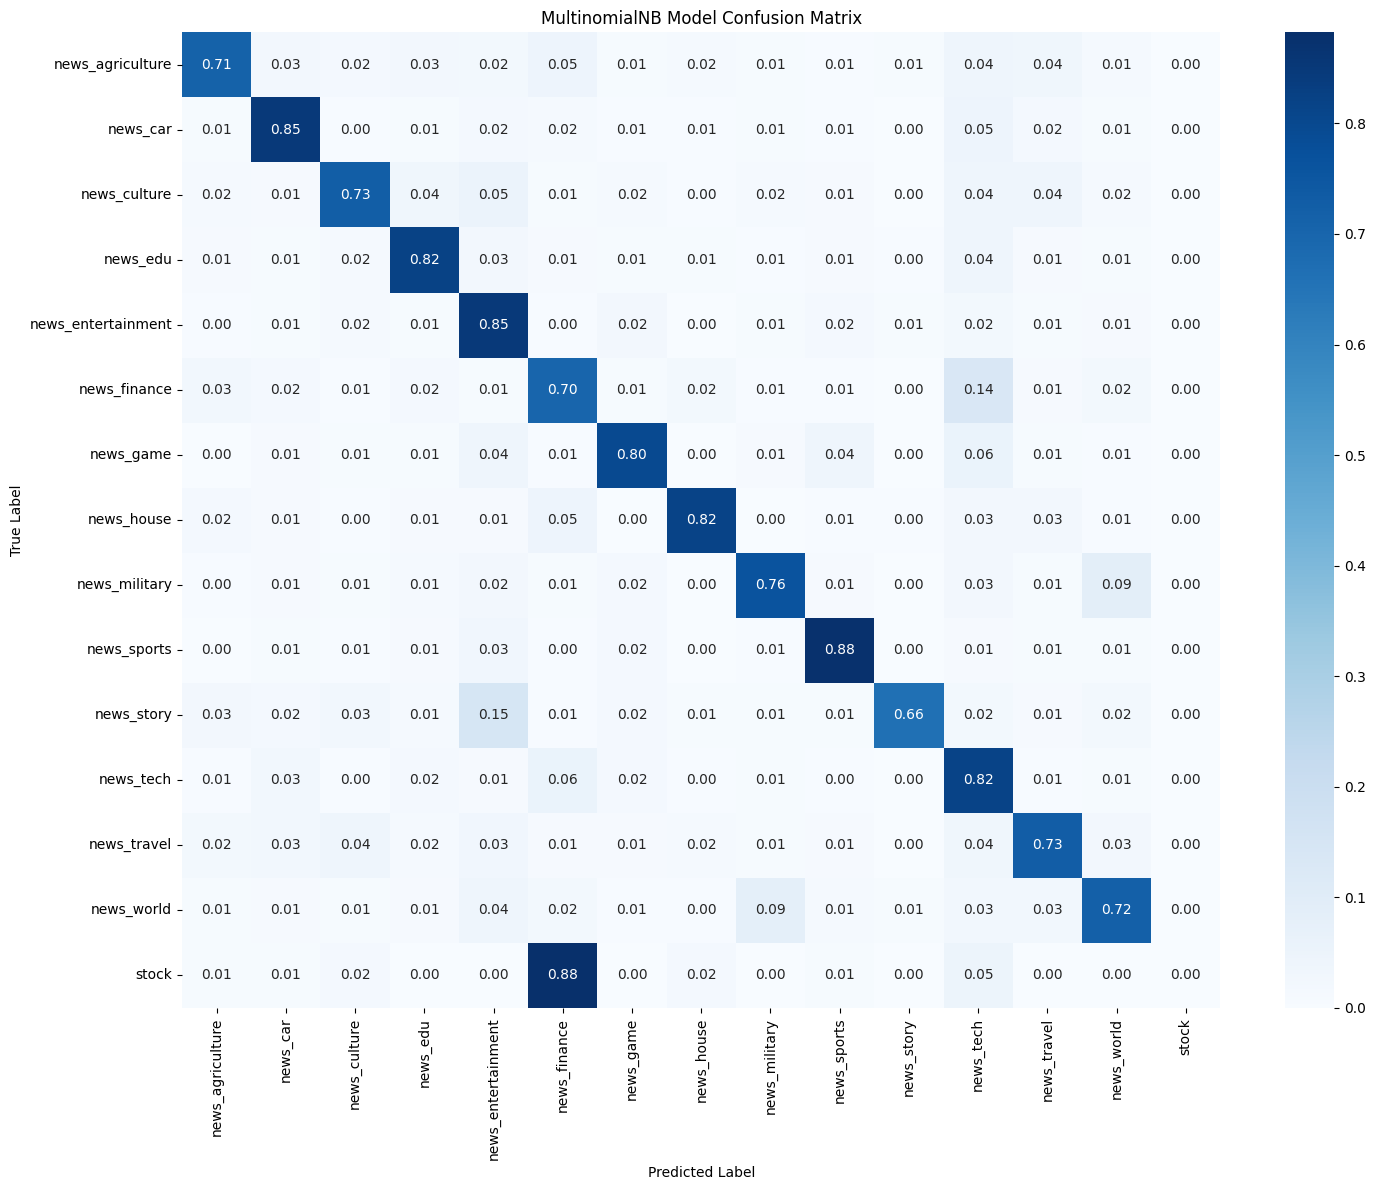 MultinomialNB Model Confusion Matrix
True Label
news_agriculture 0.71 0.03 0.02 0.03 0.02 0.05 0.01 0.02 0.01 0.01 0.01 0.04 0.04 0.01 0.00
news_car 0.01 0.85 0.00 0.01 0.02 0.02 0.01 0.01 0.01 0.01 0.00 0.05 0.02 0.01 0.00
news_culture 0.02 0.01 0.73 0.04 0.05 0.01 0.02 0.00 0.02 0.01 0.00 0.04 0.04 0.02 0.00
news_edu 0.01 0.01 0.02 0.82 0.03 0.01 0.01 0.01 0.01 0.01 0.00 0.04 0.01 0.01 0.00
news_entertainment 0.00 0.01 0.02 0.01 0.85 0.00 0.02 0.00 0.01 0.02 0.01 0.02 0.01 0.01 0.00
news_finance 0.03 0.02 0.01 0.02 0.01 0.70 0.01 0.02 0.01 0.01 0.00 0.14 0.01 0.02 0.00
news_game 0.00 0.01 0.01 0.01 0.04 0.01 0.80 0.00 0.01 0.04 0.00 0.06 0.01 0.01 0.00
news_house 0.02 0.01 0.00 0.01 0.01 0.05 0.00 0.82 0.00 0.01 0.00 0.03 0.03 0.01 0.00
news_military 0.00 0.01 0.01 0.01 0.02 0.01 0.02 0.00 0.76 0.01 0.00 0.03 0.01 0.09 0.00
news_sports 0.00 0.01 0.01 0.01 0.03 0.00 0.02 0.00 0.01 0.88 0.00 0.01 0.01 0.01 0.00
news_story 0.03 0.02 0.03 0.01 0.15 0.01 0.02 0.01 0.01 0.01 0.66 0.02 0.01 0.02 0.00
news_tech 0.01 0.03 0.00 0.02 0.01 0.06 0.02 0.00 0.01 0.00 0.00 0.82 0.01 0.01 0.00
news_travel 0.02 0.03 0.04 0.02 0.03 0.01 0.01 0.02 0.01 0.01 0.00 0.04 0.73 0.03 0.00
news_world 0.01 0.01 0.01 0.01 0.04 0.02 0.01 0.00 0.09 0.01 0.01 0.03 0.03 0.72 0.00
stock 0.01 0.01 0.02 0.00 0.00 0.88 0.00 0.02 0.00 0.01 0.00 0.05 0.00 0.00 0.00
news_agriculture
news_car
news_culture
news_edu
news_entertainment
news_finance
news_game
news_house
news_military
news_sports
news_story
news_tech
news_travel
news_world
stock
Predicted Label
0.8
0.7
0.6
0.5
0.4
0.3
0.2
0.1
0.0